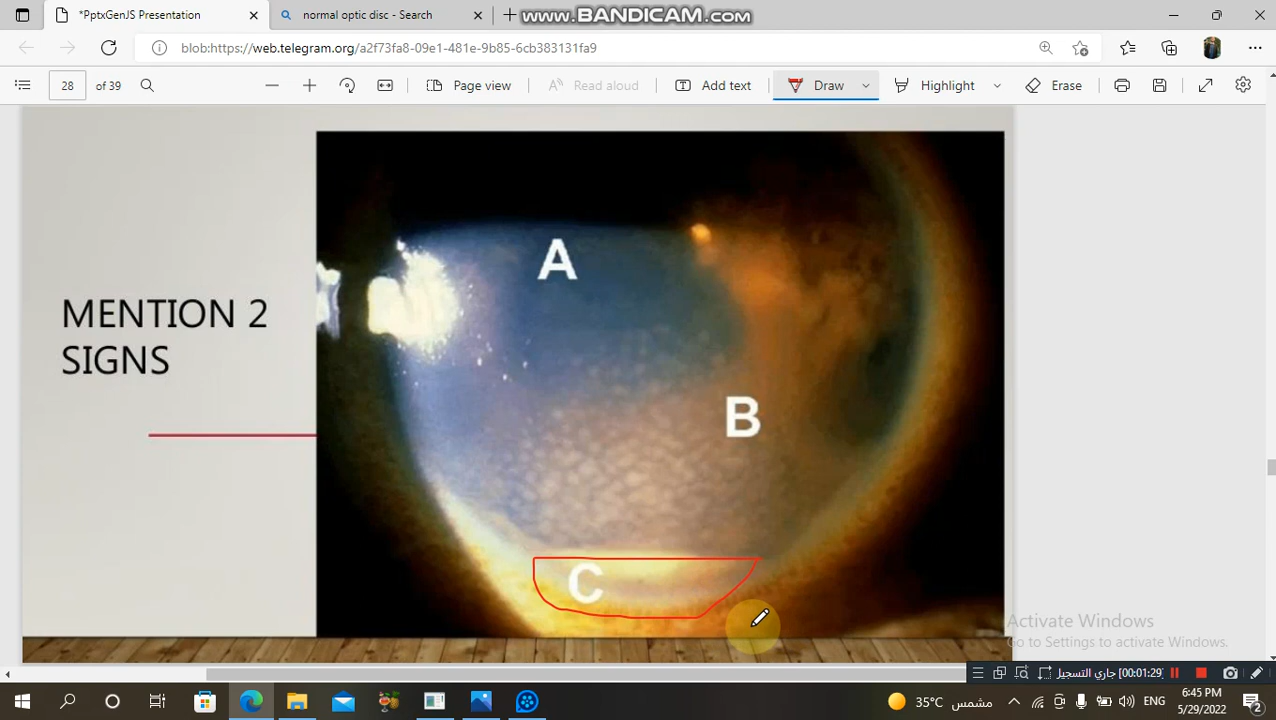 *PptxGenJS Presentation
normal optic disc - Search
www.BANDICAM.com
blob:https://web.telegram.org/a2f73fa8-09e1-481e-9b85-6cb383131fa9
28 of 39
Page view
Read aloud
Add text
Draw
Highlight
Erase
MENTION 2
SIGNS
A
B
C
Activate Windows
Go to Settings to activate Windows.
[00:01:29] جاري التسجيل
35°C مشمس
ENG
6:45 PM
5/29/2022
2